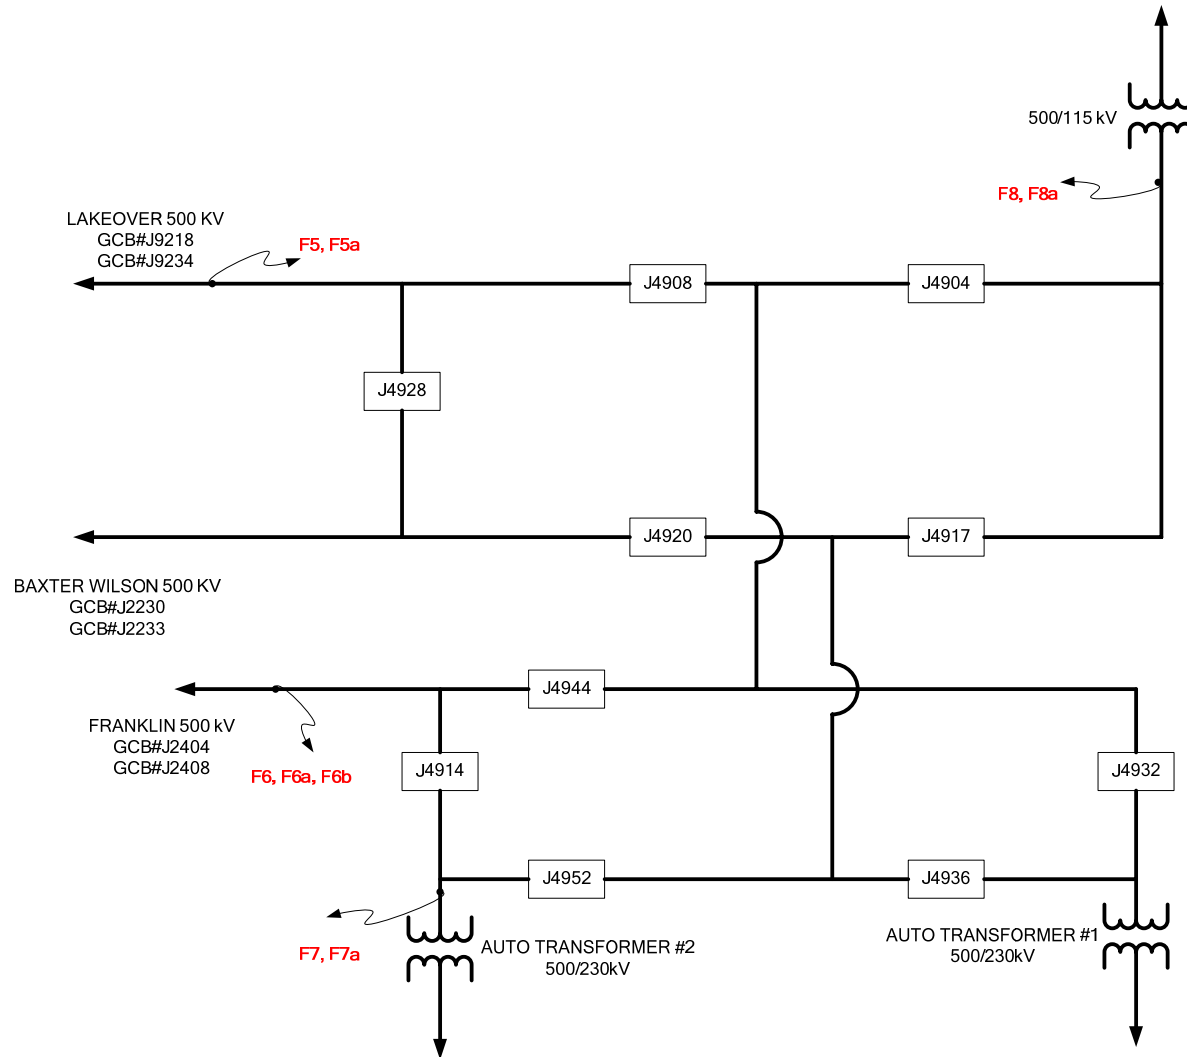 500/115 kV
F8, F8a
LAKEOVER 500 KV
GCB#J9218
GCB#J9234
F5, F5a
J4908
J4904
J4928
J4920
J4917
BAXTER WILSON 500 KV
GCB#J2230
GCB#J2233
J4944
FRANKLIN 500 kV
GCB#J2404
GCB#J2408
F6, F6a, F6b
J4914
J4932
J4952
J4936
F7, F7a
AUTO TRANSFORMER #2
500/230kV
AUTO TRANSFORMER #1
500/230kV